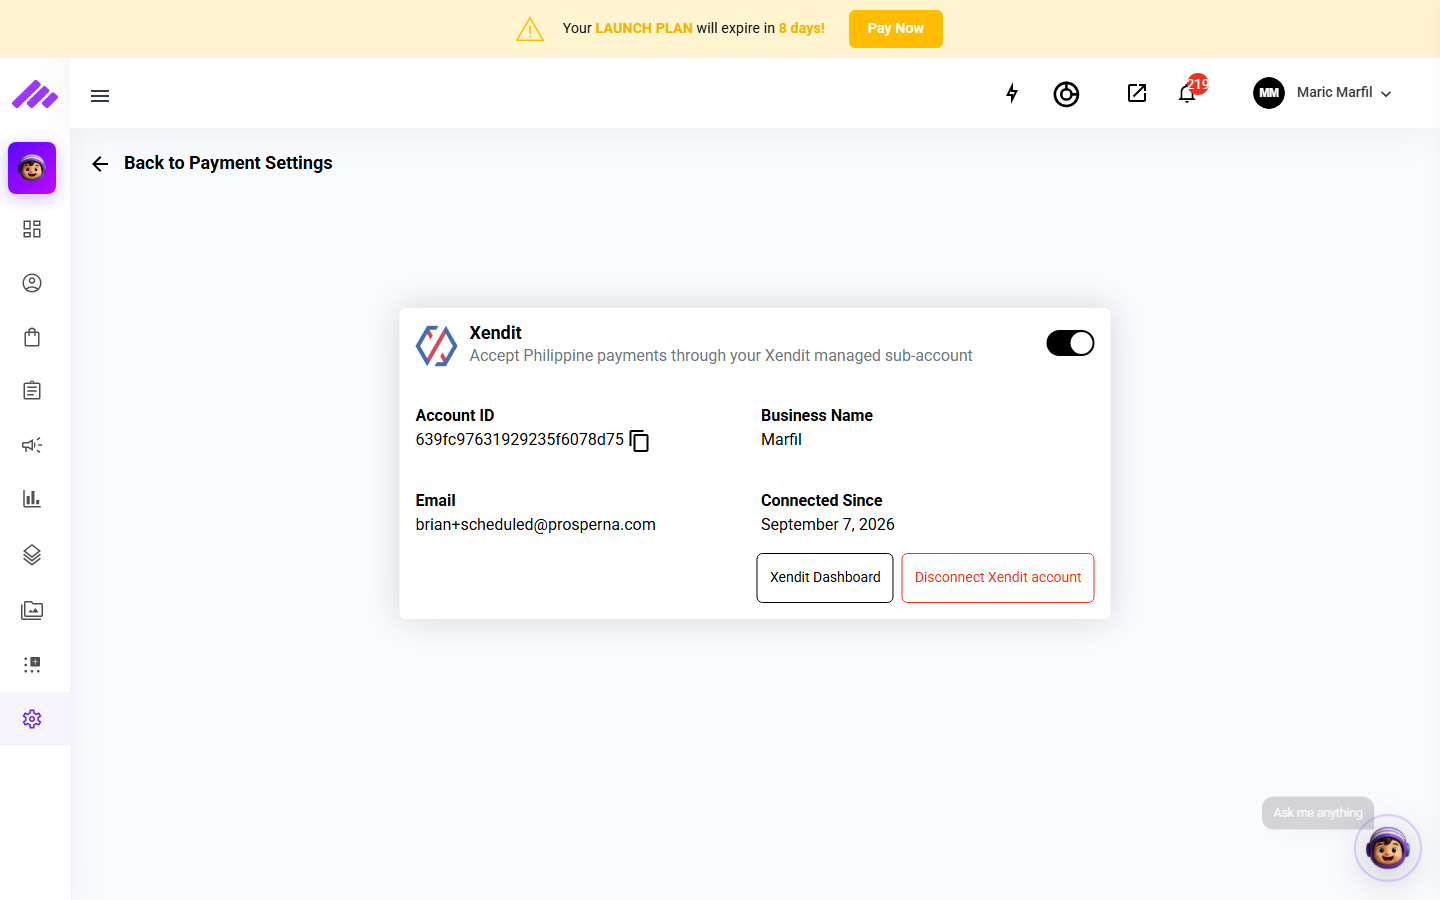 Your LAUNCH PLAN will expire in 8 days!
Pay Now
219
MM
Maric Marfil
Back to Payment Settings
Xendit
Accept Philippine payments through your Xendit managed sub-account
Account ID
639fc97631929235f6078d75
Business Name
Marfil
Email
brian+scheduled@prosperna.com
Connected Since
September 7, 2026
Xendit Dashboard
Disconnect Xendit account
Ask me anything